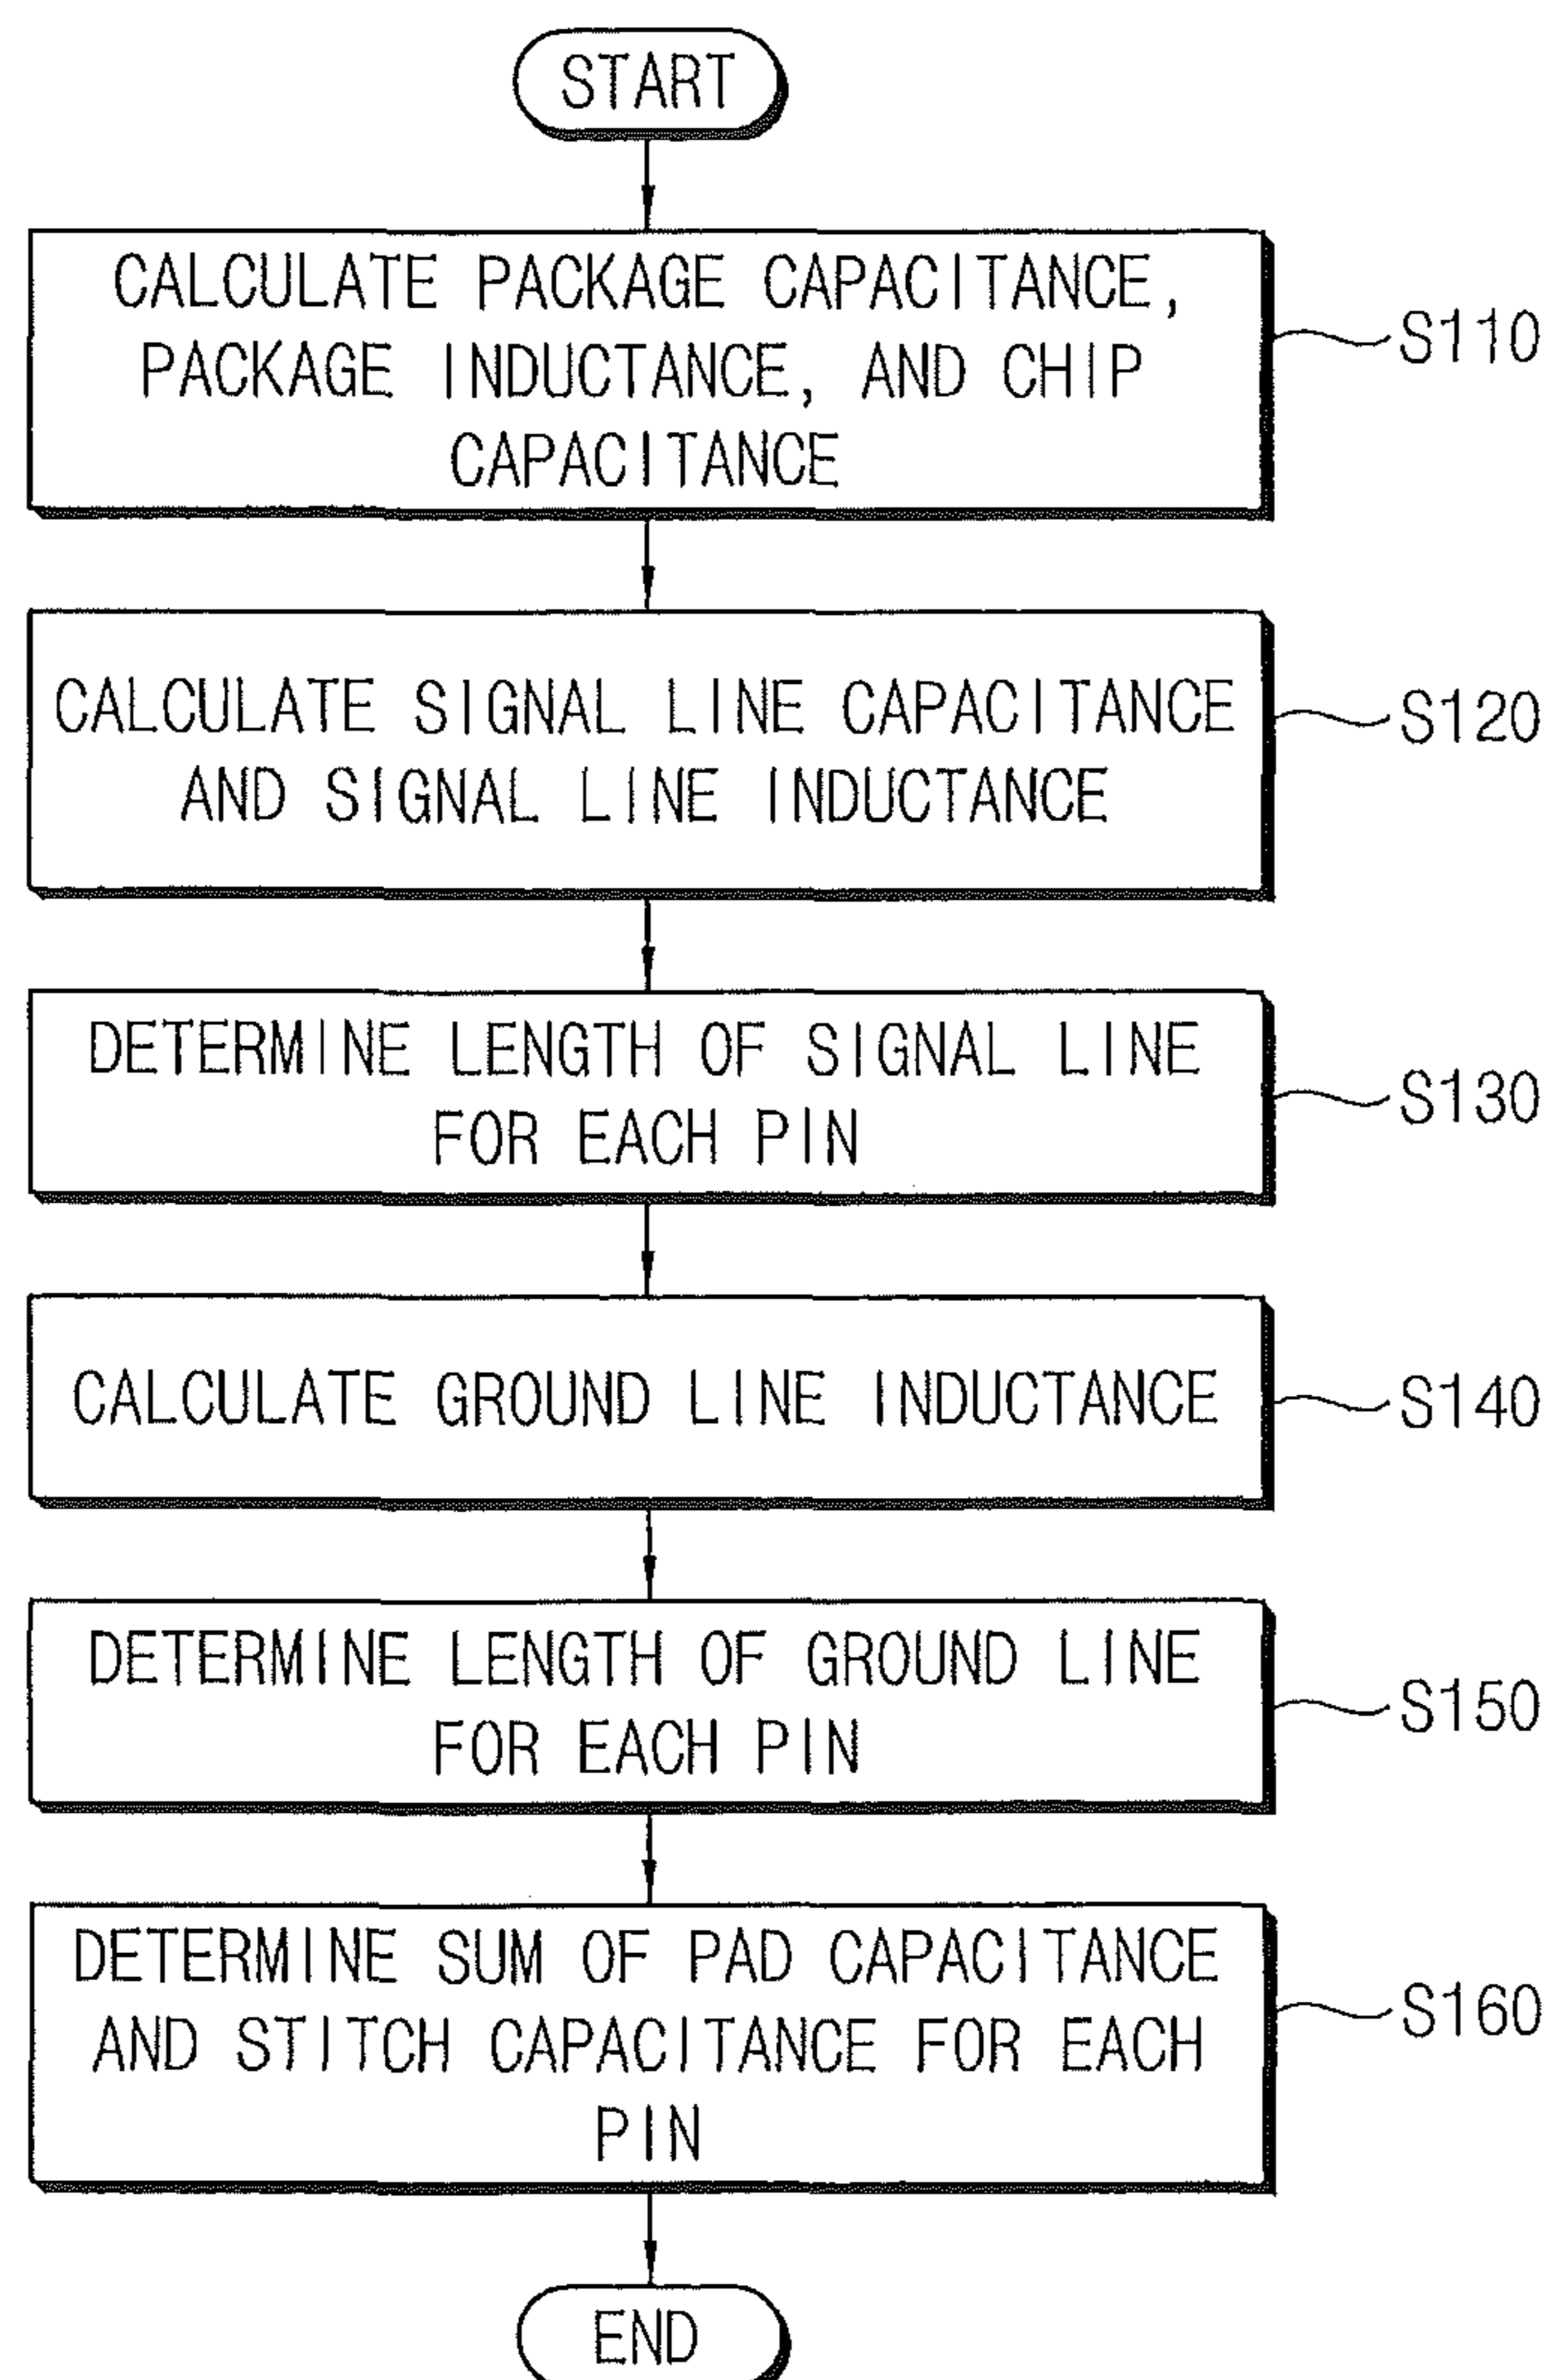 START
CALCULATE PACKAGE CAPACITANCE,
PACKAGE INDUCTANCE, AND CHIP
CAPACITANCE
S110
CALCULATE SIGNAL LINE CAPACITANCE
AND SIGNAL LINE INDUCTANCE
S120
DETERMINE LENGTH OF SIGNAL LINE
FOR EACH PIN
S130
CALCULATE GROUND LINE INDUCTANCE
S140
DETERMINE LENGTH OF GROUND LINE
FOR EACH PIN
S150
DETERMINE SUM OF PAD CAPACITANCE
AND STITCH CAPACITANCE FOR EACH
PIN
S160
END